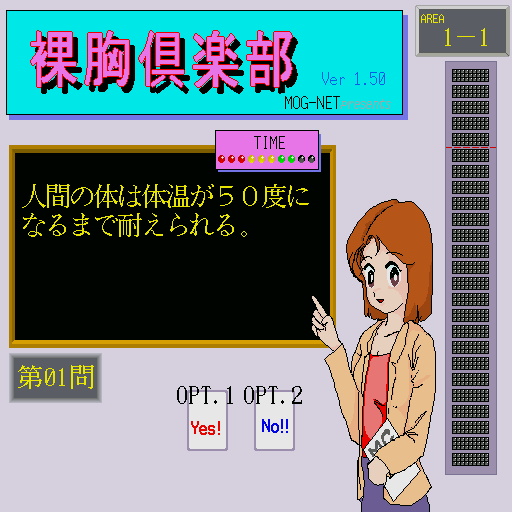 裸胸倶楽部
Ver 1.50
MOG-NET
AREA
1-1
TIME
人間の体は体温が50度に
なるまで耐えられる。
第01問
OPT.1 OPT.2
Yes! No!!
MO